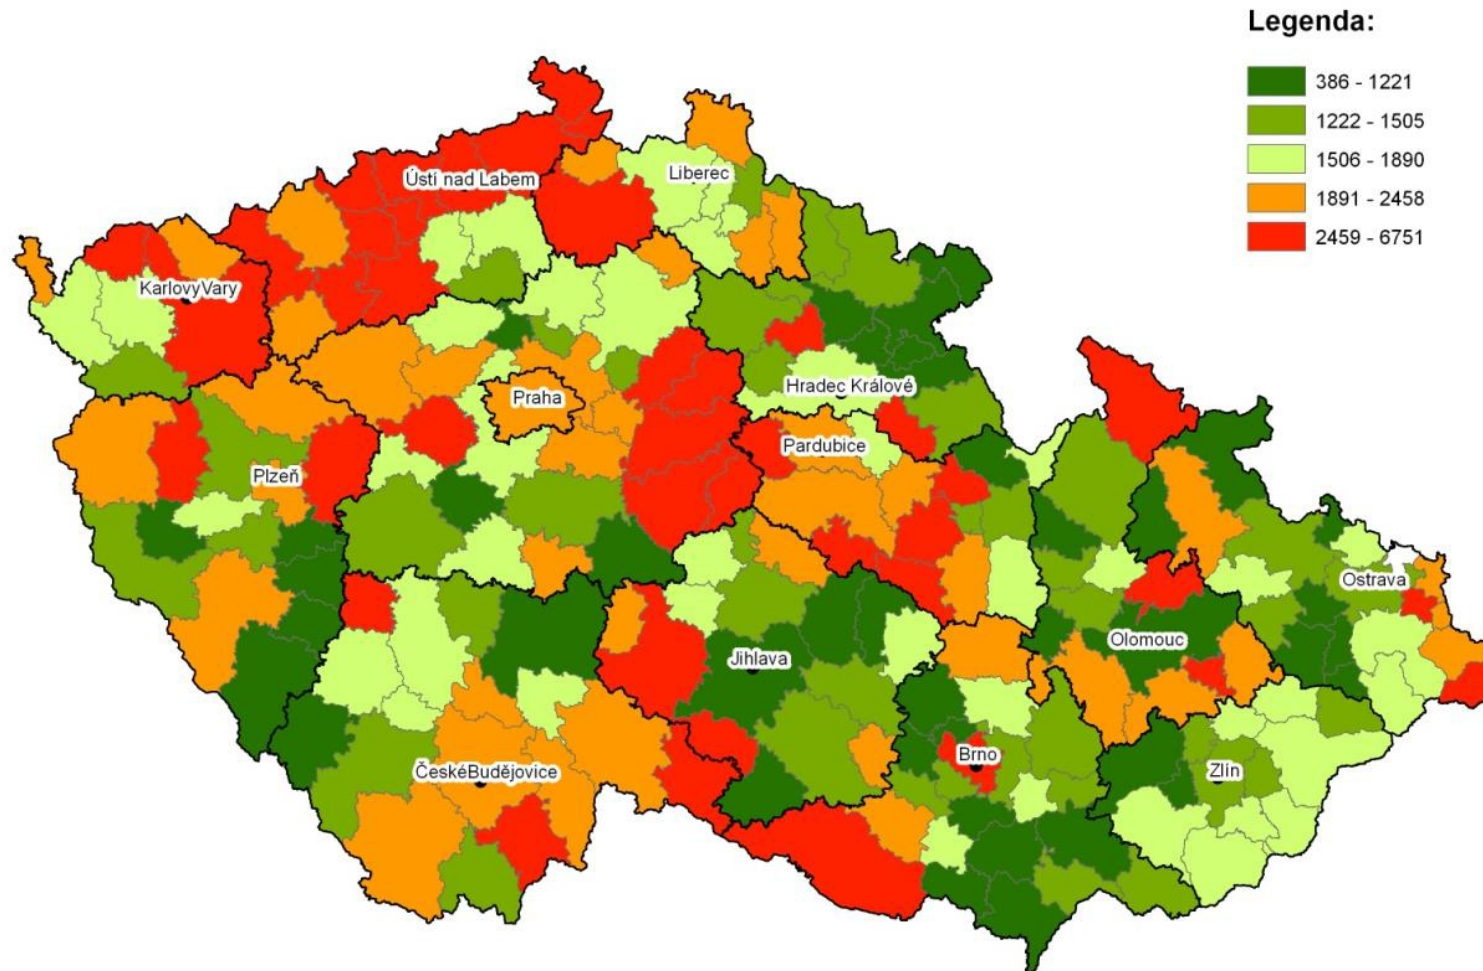 Legenda:
386 - 1221
1222 - 1505
1506 - 1890
1891 - 2458
2459 - 6751
Ústí nad Labem
Liberec
KarlovyVary
Praha
Hradec Králové
Pardubice
Plzeň
Ostrava
Olomouc
Jihlava
Brno
Zlín
ČeskéBudějovice